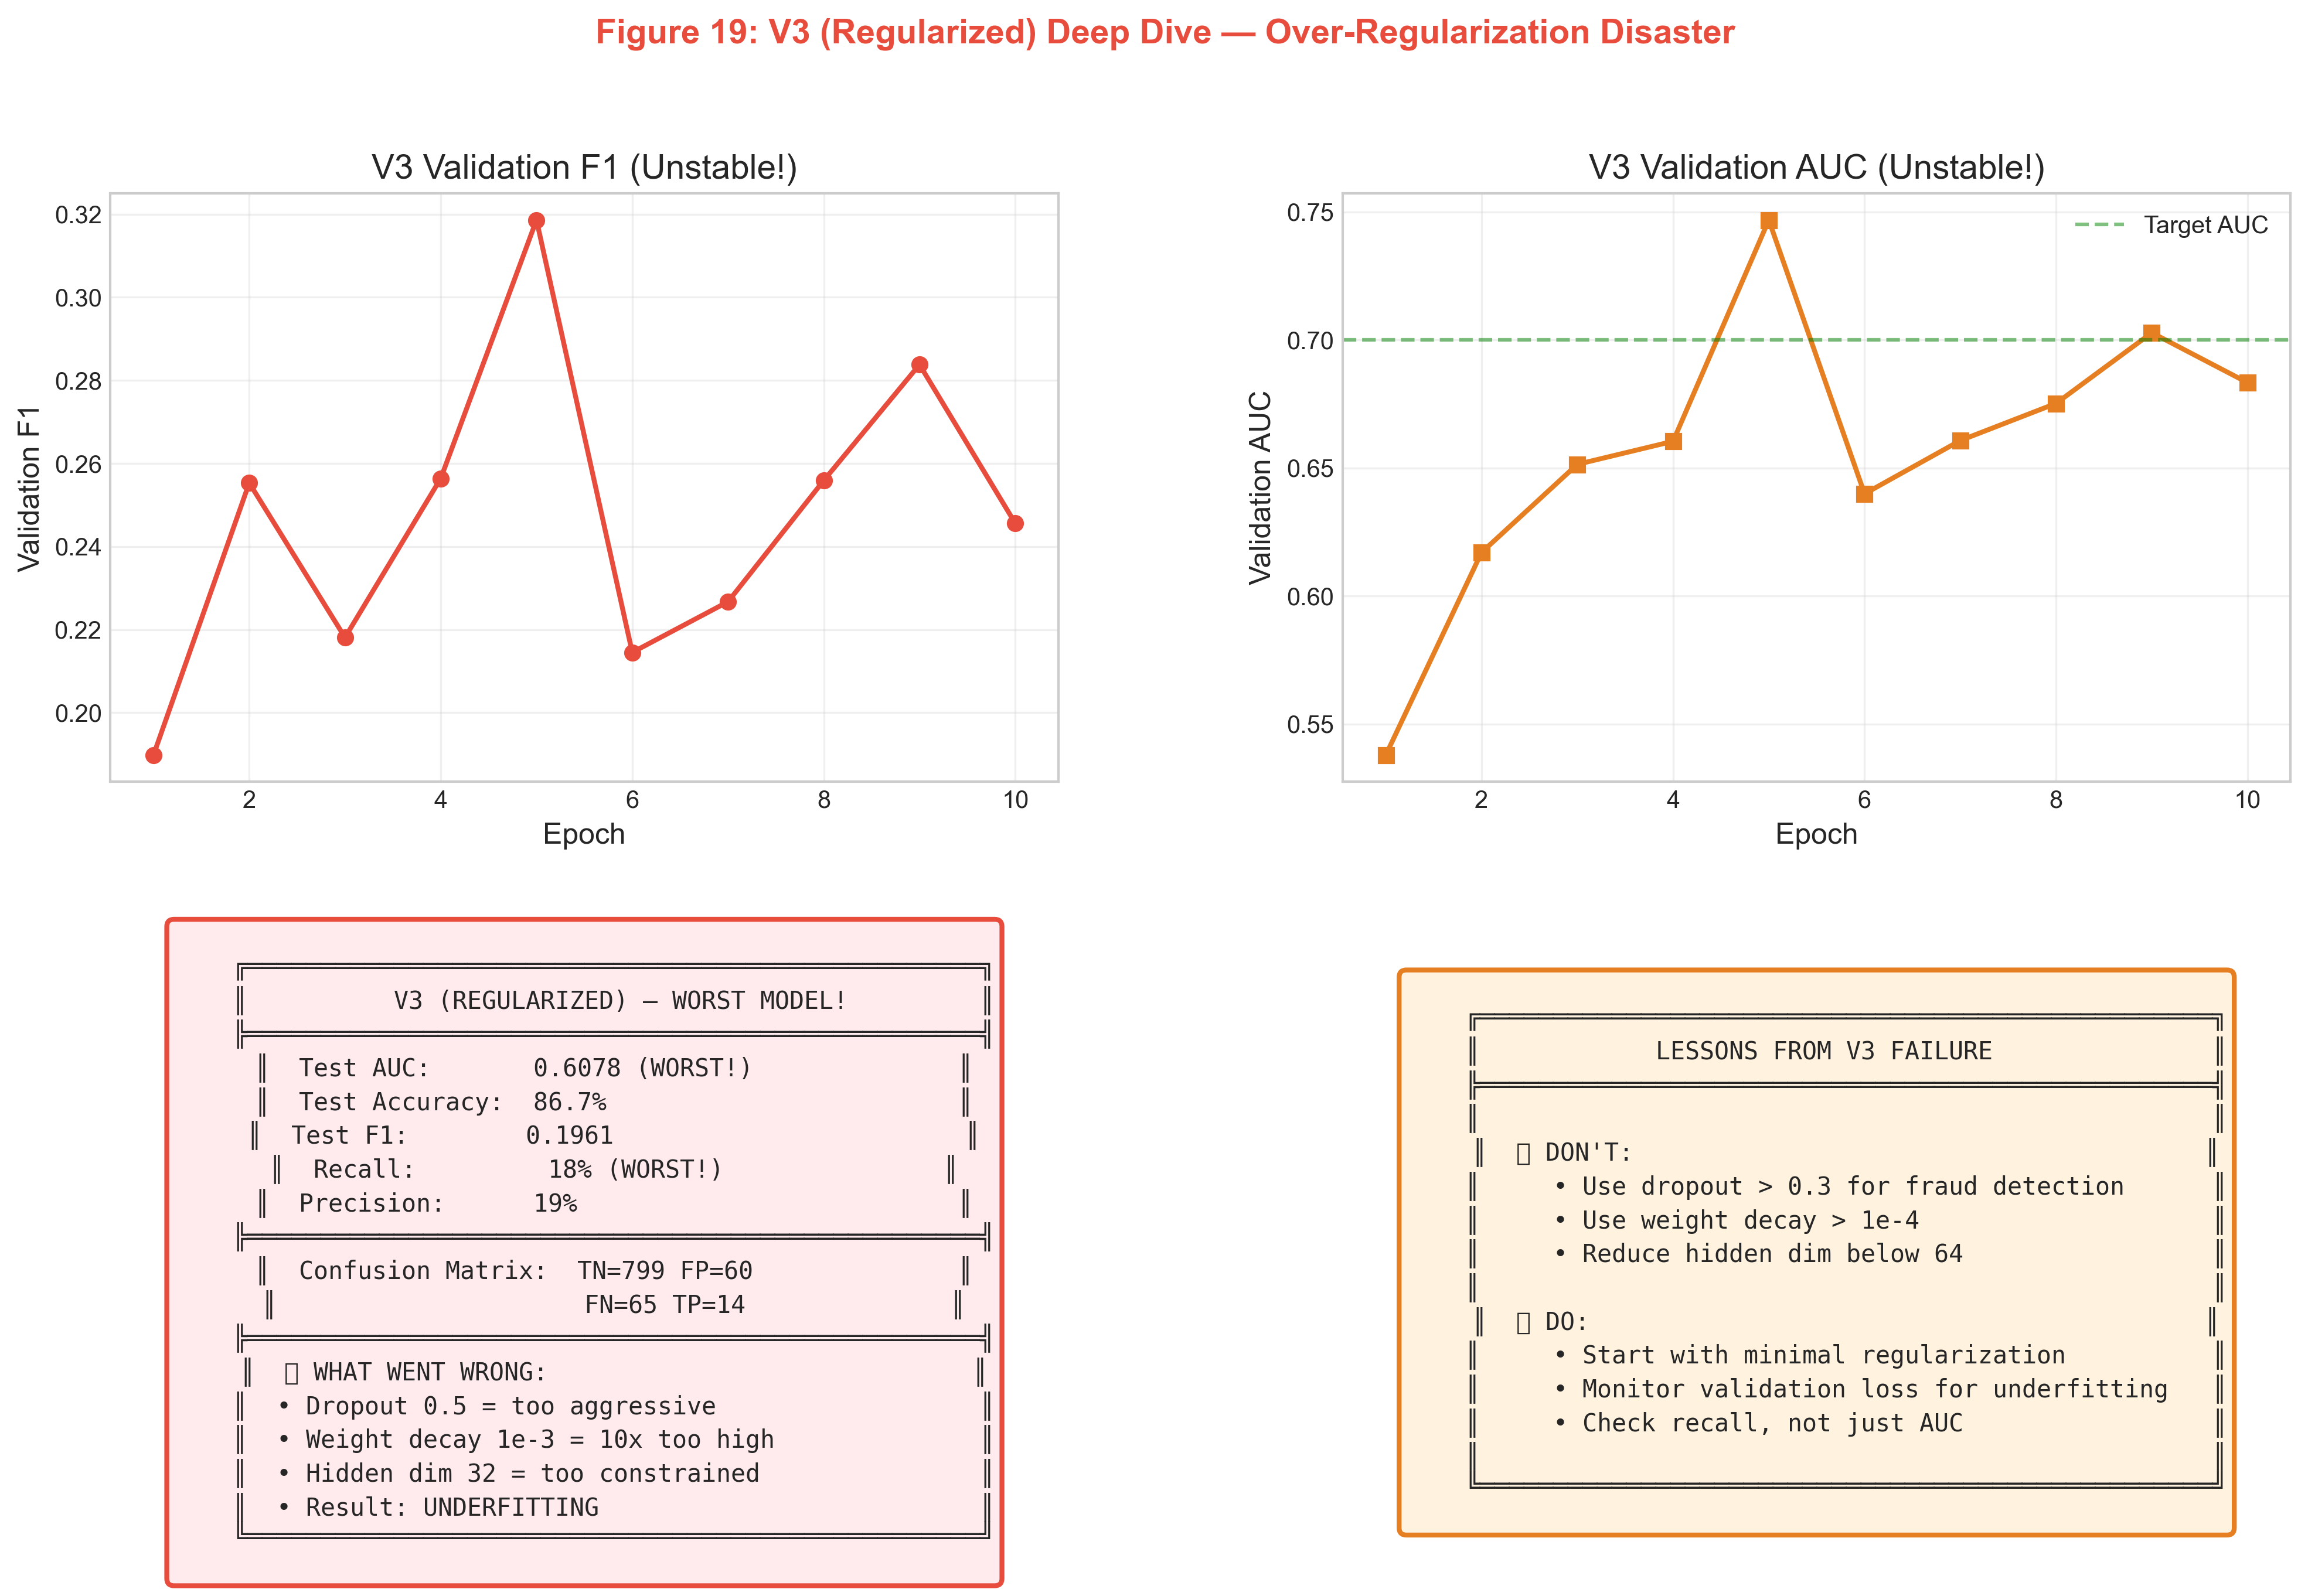 Figure 19: V3 (Regularized) Deep Dive — Over-Regularization Disaster
V3 Validation F1 (Unstable!)
Validation F1
0.32
0.30
0.28
0.26
0.24
0.22
0.20
2 4 6 8 10
Epoch
V3 Validation AUC (Unstable!)
Target AUC
Validation AUC
0.75
0.70
0.65
0.60
0.55
2 4 6 8 10
Epoch
V3 (REGULARIZED) — WORST MODEL!
Test AUC: 0.6078 (WORST!)
Test Accuracy: 86.7%
Test F1: 0.1961
Recall: 18% (WORST!)
Precision: 19%
Confusion Matrix: TN=799 FP=60
FN=65 TP=14
WHAT WENT WRONG:
• Dropout 0.5 = too aggressive
• Weight decay 1e-3 = 10x too high
• Hidden dim 32 = too constrained
• Result: UNDERFITTING
LESSONS FROM V3 FAILURE
DON'T:
• Use dropout > 0.3 for fraud detection
• Use weight decay > 1e-4
• Reduce hidden dim below 64
DO:
• Start with minimal regularization
• Monitor validation loss for underfitting
• Check recall, not just AUC